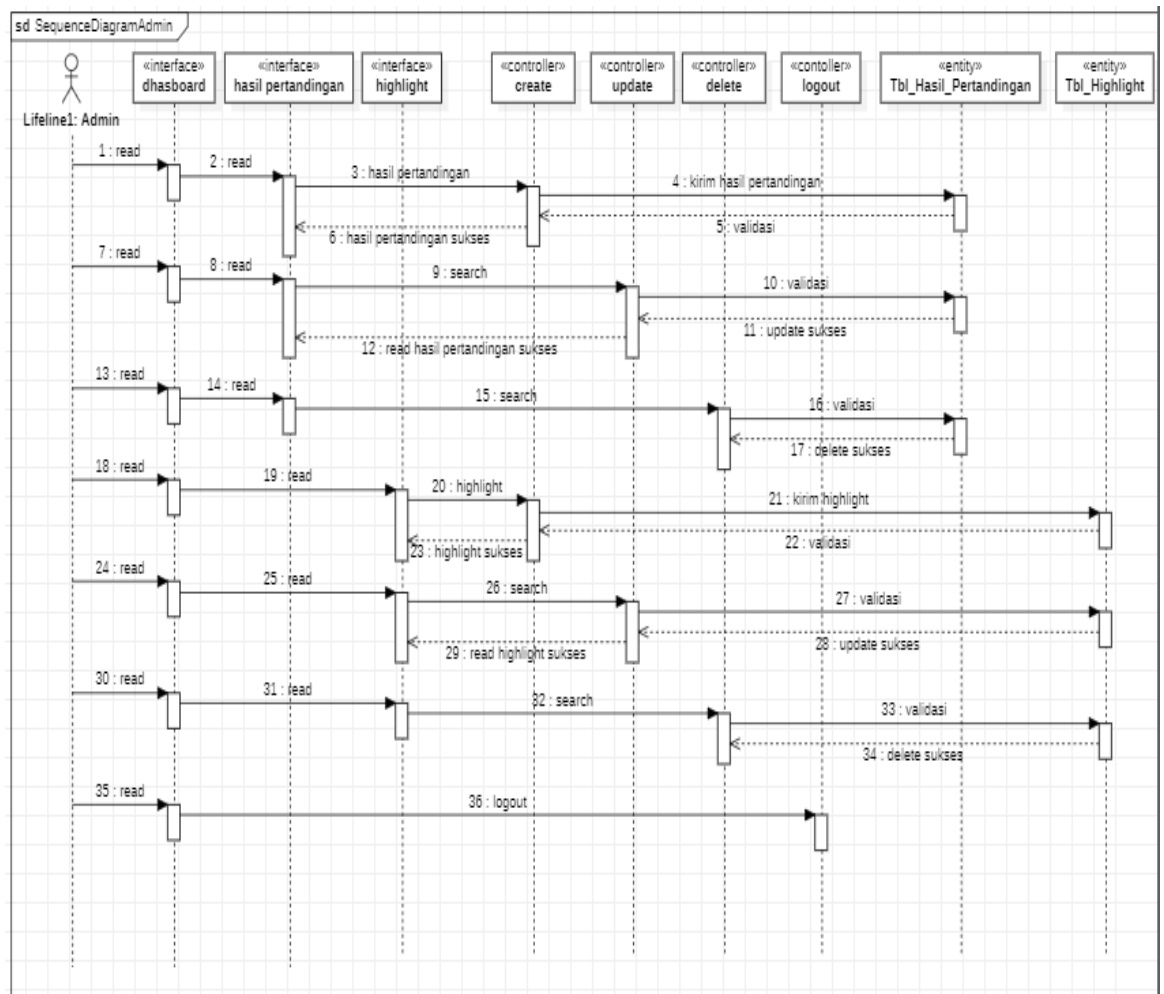 sd SequenceDiagramAdmin
«interface»
dhasboard
«interface»
hasil pertandingan
«interface»
highlight
«controller»
create
«controller»
update
«controller»
delete
«contoller»
logout
«entity»
Tbl_Hasil_Pertandingan
«entity»
Tbl_Highlight
Lifeline1: Admin
1 : read
2 : read
3 : hasil pertandingan
4 : kirim hasil pertandingan
5 : validasi
6 : hasil pertandingan sukses
7 : read
8 : read
9 : search
10 : validasi
11 : update sukses
12 : read hasil pertandingan sukses
13 : read
14 : read
15 : search
16 : validasi
17 : delete sukses
18 : read
19 : read
20 : highlight
21 : kirim highlight
22 : validasi
23 : highlight sukses
24 : read
25 : read
26 : search
27 : validasi
28 : update sukses
29 : read highlight sukses
30 : read
31 : read
32 : search
33 : validasi
34 : delete sukses
35 : read
36 : logout